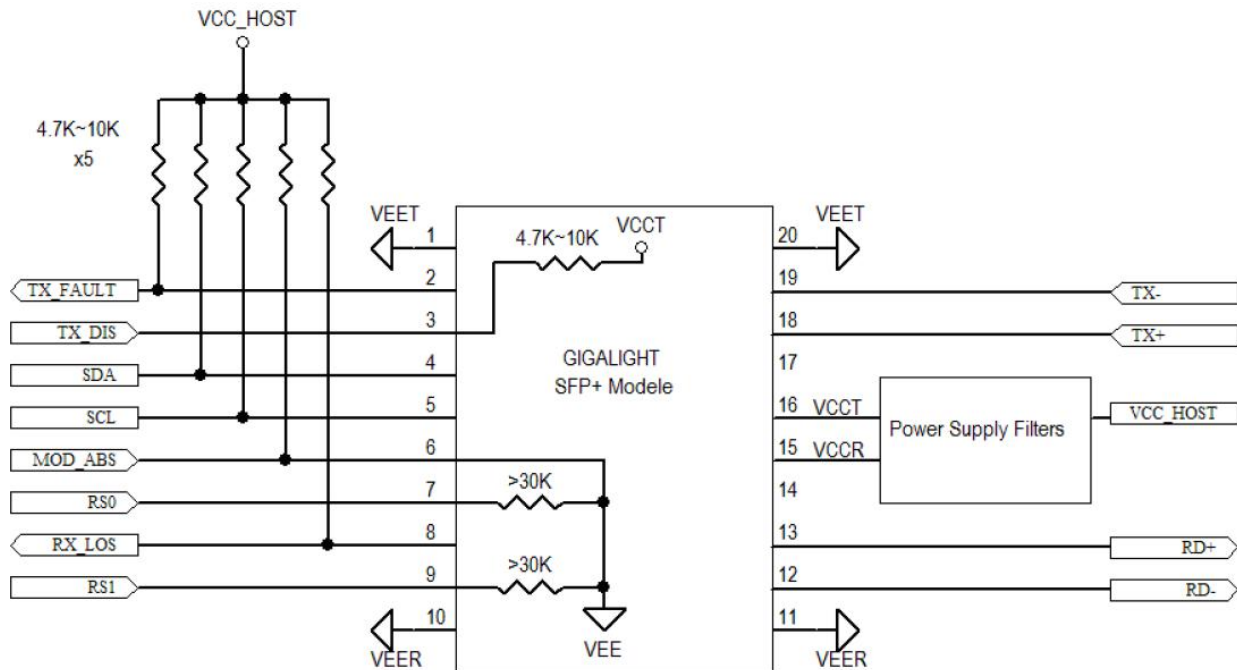 VCC_HOST
4.7K~10K
x5
VEET
1
4.7K~10K
VCCT
20
VEET
TX_FAULT
2
19
TX-
TX_DIS
3
18
TX+
SDA
4
GIGALIGHT
SFP+ Modele
17
SCL
5
16
VCCT
Power Supply Filters
VCC_HOST
MOD_ABS
6
15
VCCR
RS0
7
>30K
14
RX_LOS
8
13
RD+
RS1
9
>30K
12
RD-
10
VEER
VEE
11
VEER